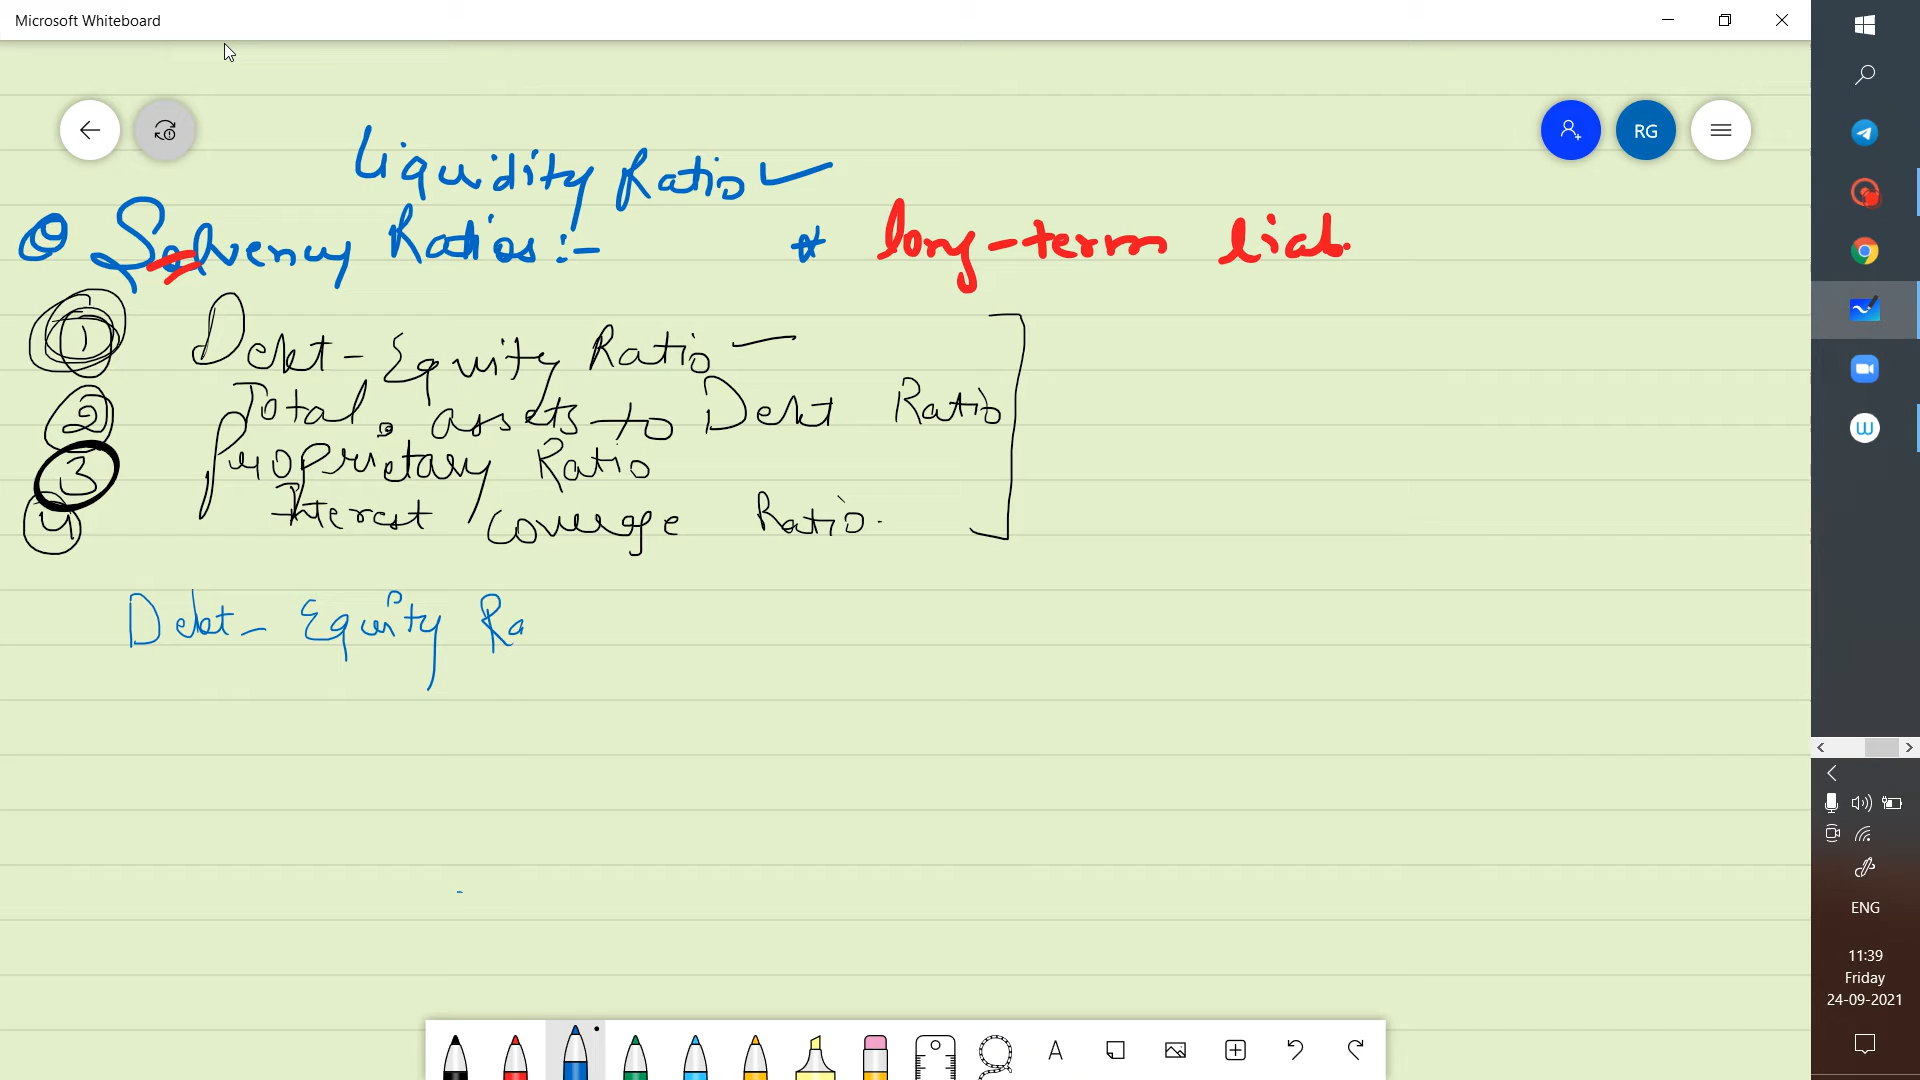 Microsoft Whiteboard
RG
Liquidity Ratio
Solvency Ratios:- * long-term liab.
1 Debt-Equity Ratio
2 Total assets to Debt Ratio
3 Proprietary Ratio
4 Interest coverage Ratio.
Debt-Equity Ra
A
ENG
11:39
Friday
24-09-2021